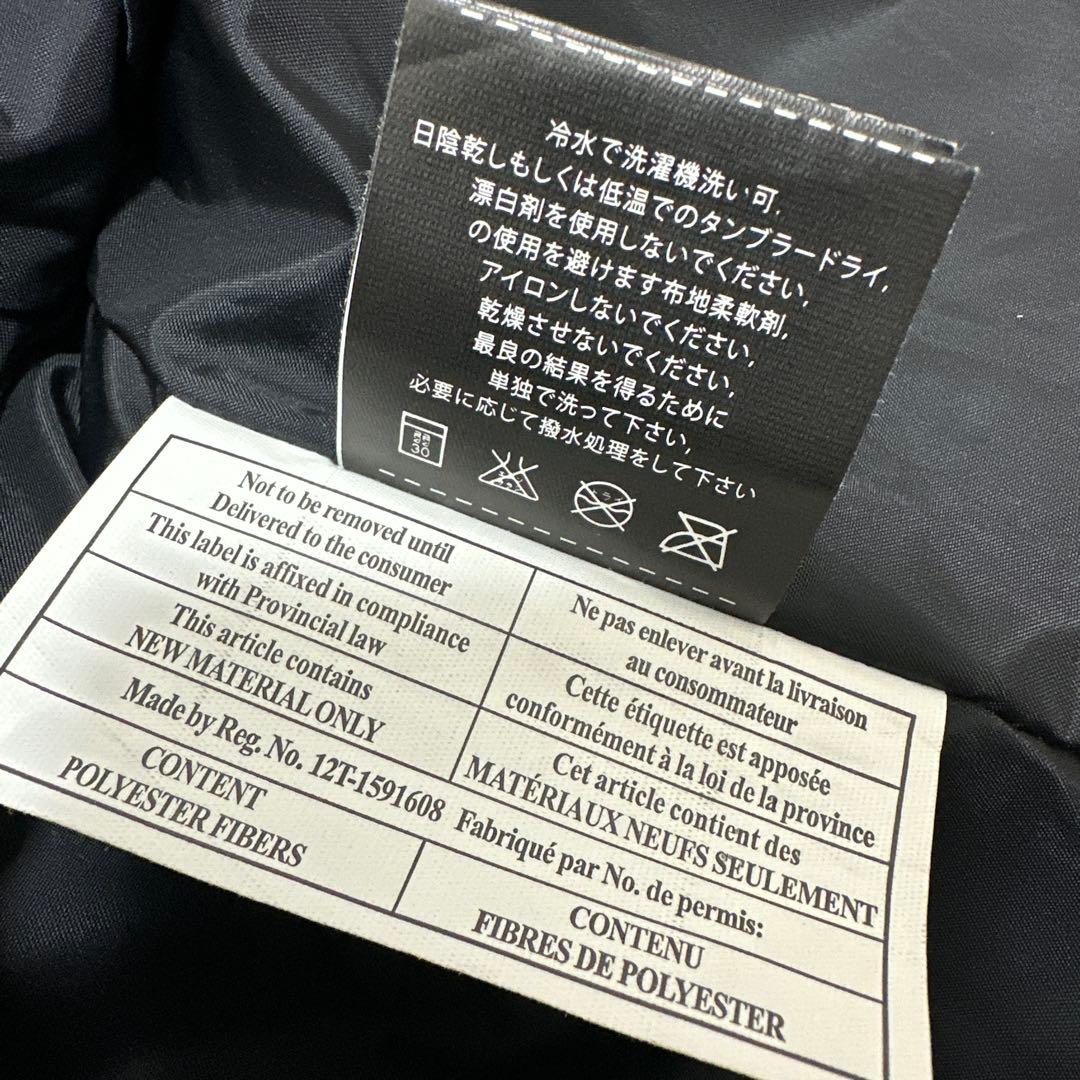 冷水で洗濯機洗い可.
日陰乾しもしくは低温でのタンブラードライ,
漂白剤を使用しないでください,
の使用を避けます布地柔軟剤,
アイロンしないでください,
乾燥させないでください,
最良の結果を得るために
単独で洗って下さい,
必要に応じて撥水処理をして下さい
30
Not to be removed until
Delivered to the consumer
This label is affixed in compliance
with Provincial law
This article contains
NEW MATERIAL ONLY
Made by Reg. No. 12T-1591608 Fabriqué par No. de permis:
CONTENT
POLYESTER FIBERS
Ne pas enlever avant la livraison
au consommateur
Cette étiquette est apposée
conformément à la loi de la province
Cet article contient des
MATÉRIAUX NEUFS SEULEMENT
CONTENU
FIBRES DE POLYESTER